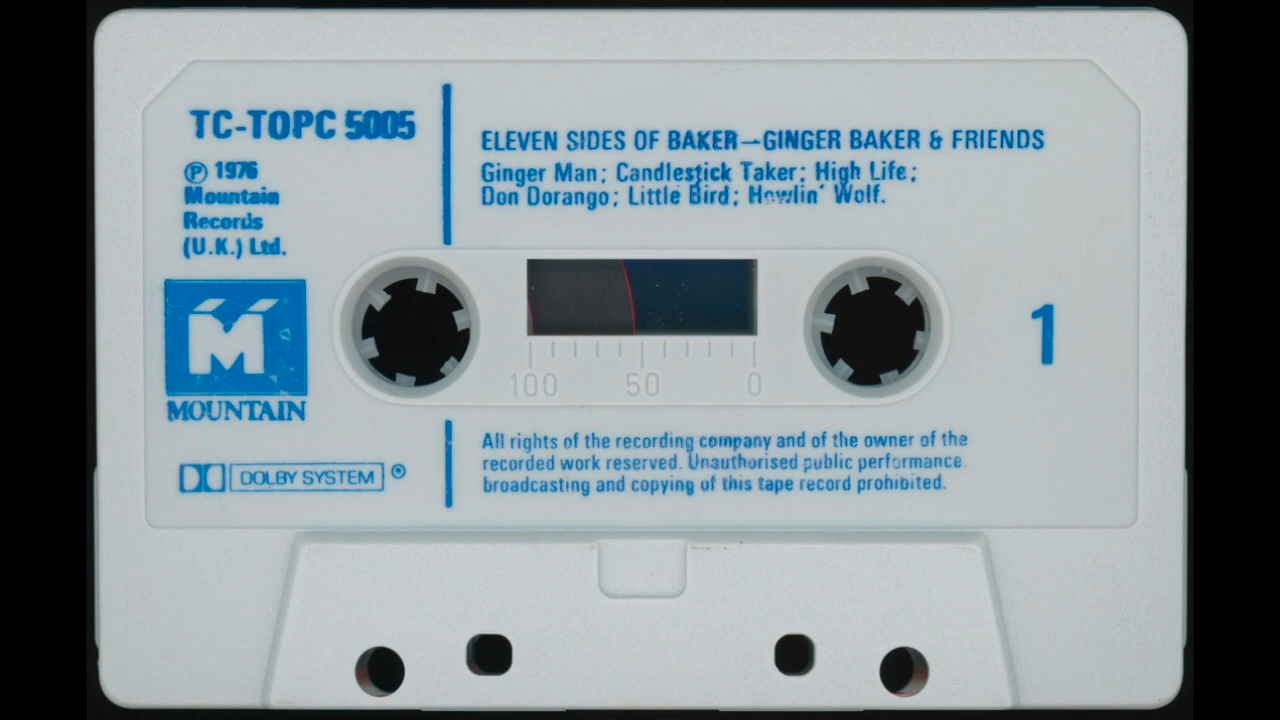 TC-TOPC 5005
Ⓟ 1976
Mountain
Records
(U.K.) Ltd.
MOUNTAIN
DOLBY SYSTEM ®
ELEVEN SIDES OF BAKER—GINGER BAKER & FRIENDS
Ginger Man; Candlestick Taker; High Life;
Don Dorango; Little Bird; Howlin' Wolf.
100 50 0
1
All rights of the recording company and of the owner of the
recorded work reserved. Unauthorised public performance.
broadcasting and copying of this tape record prohibited.